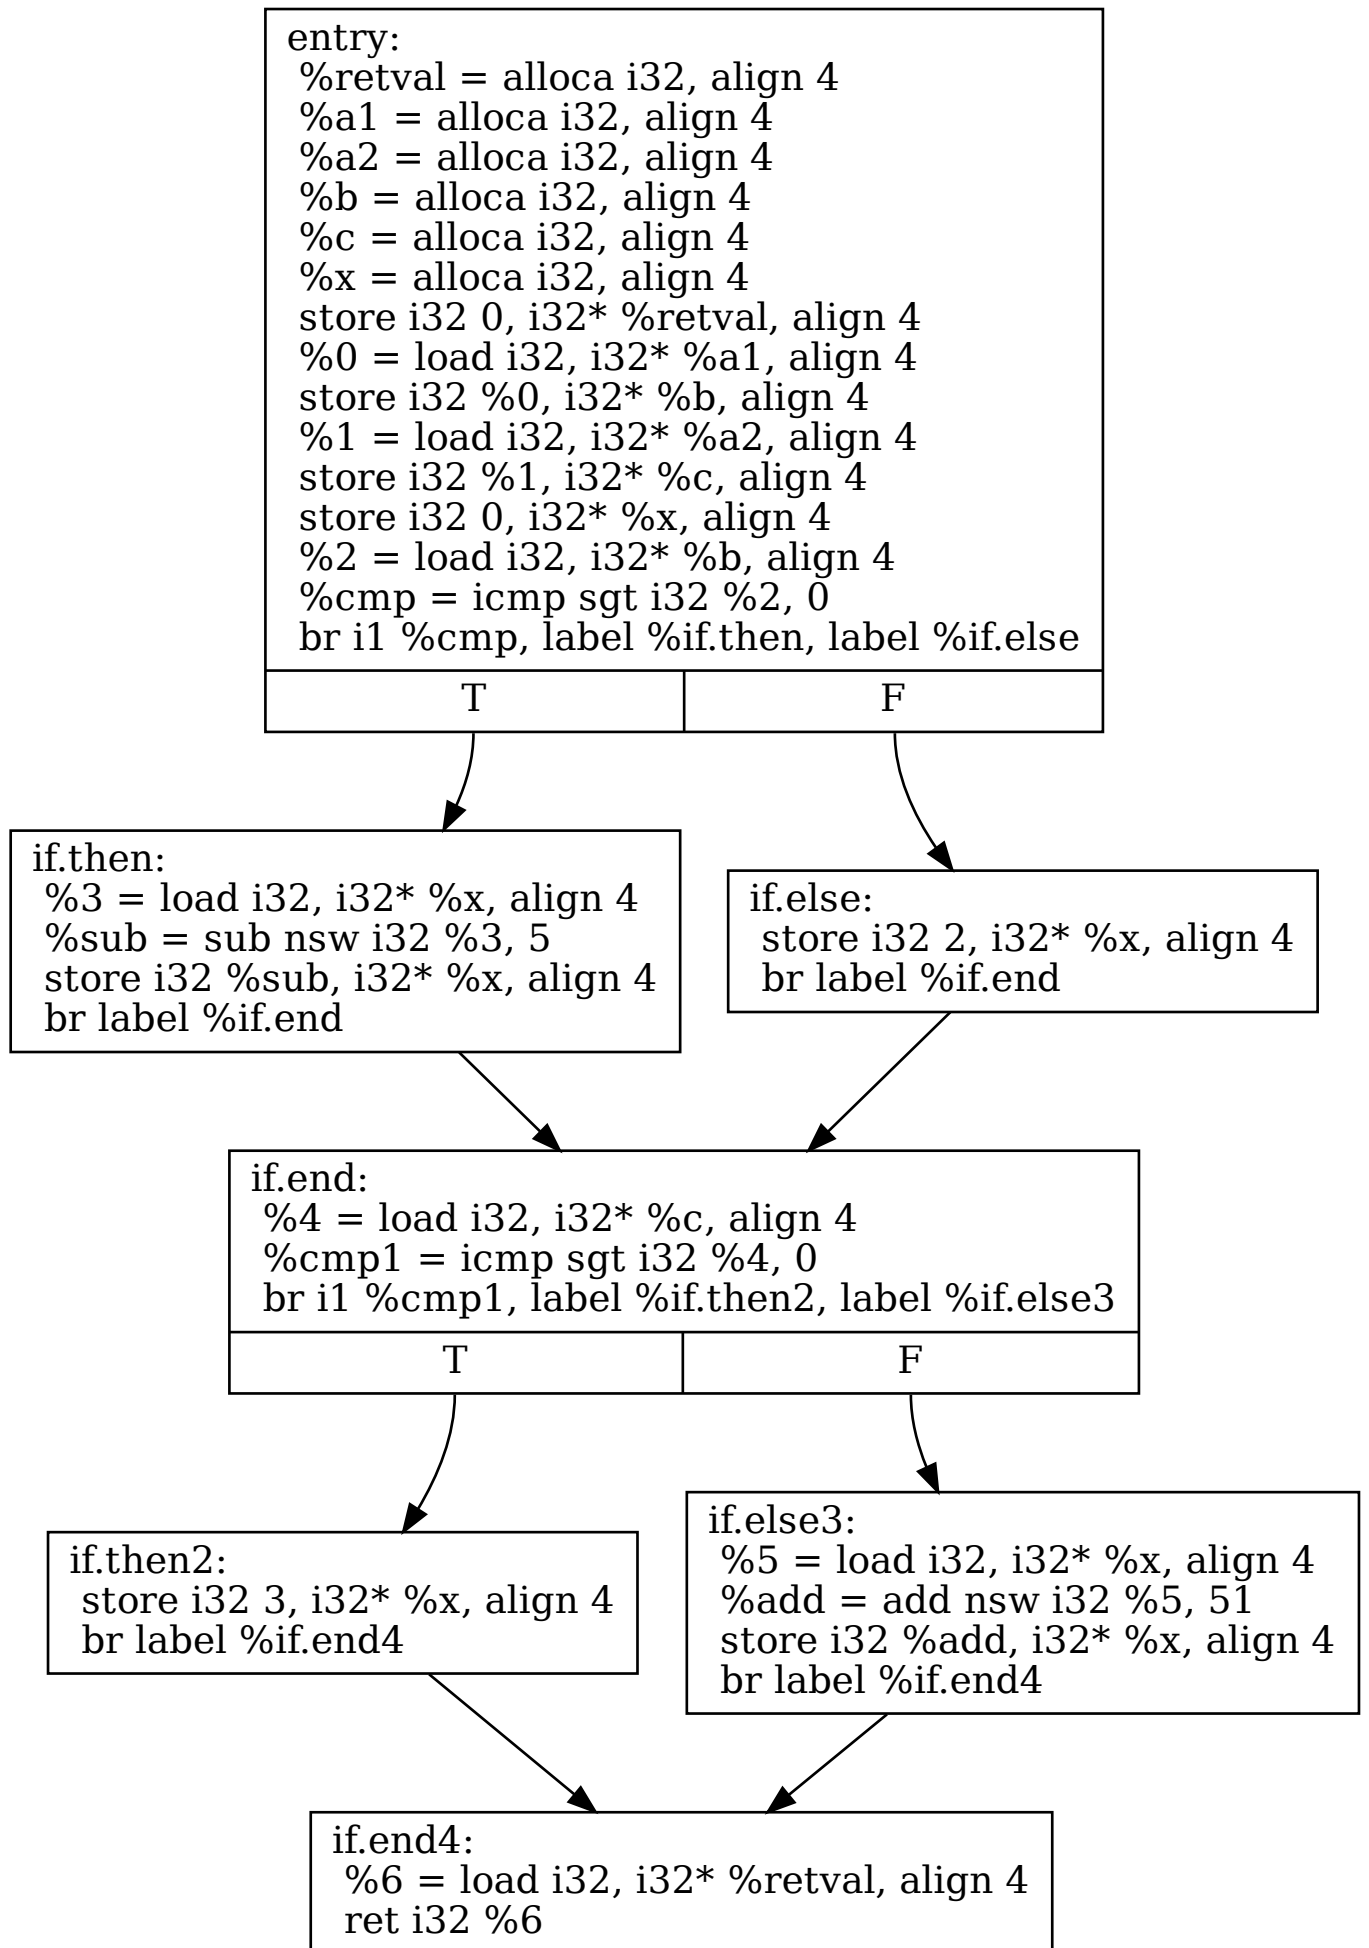 entry:
%retval = alloca i32, align 4
%a1 = alloca i32, align 4
%a2 = alloca i32, align 4
%b = alloca i32, align 4
%c = alloca i32, align 4
%x = alloca i32, align 4
store i32 0, i32* %retval, align 4
%0 = load i32, i32* %a1, align 4
store i32 %0, i32* %b, align 4
%1 = load i32, i32* %a2, align 4
store i32 %1, i32* %c, align 4
store i32 0, i32* %x, align 4
%2 = load i32, i32* %b, align 4
%cmp = icmp sgt i32 %2, 0
br i1 %cmp, label %if.then, label %if.else
T
F
if.then:
%3 = load i32, i32* %x, align 4
%sub = sub nsw i32 %3, 5
store i32 %sub, i32* %x, align 4
br label %if.end
if.else:
store i32 2, i32* %x, align 4
br label %if.end
if.end:
%4 = load i32, i32* %c, align 4
%cmp1 = icmp sgt i32 %4, 0
br i1 %cmp1, label %if.then2, label %if.else3
T
F
if.then2:
store i32 3, i32* %x, align 4
br label %if.end4
if.else3:
%5 = load i32, i32* %x, align 4
%add = add nsw i32 %5, 51
store i32 %add, i32* %x, align 4
br label %if.end4
if.end4:
%6 = load i32, i32* %retval, align 4
ret i32 %6